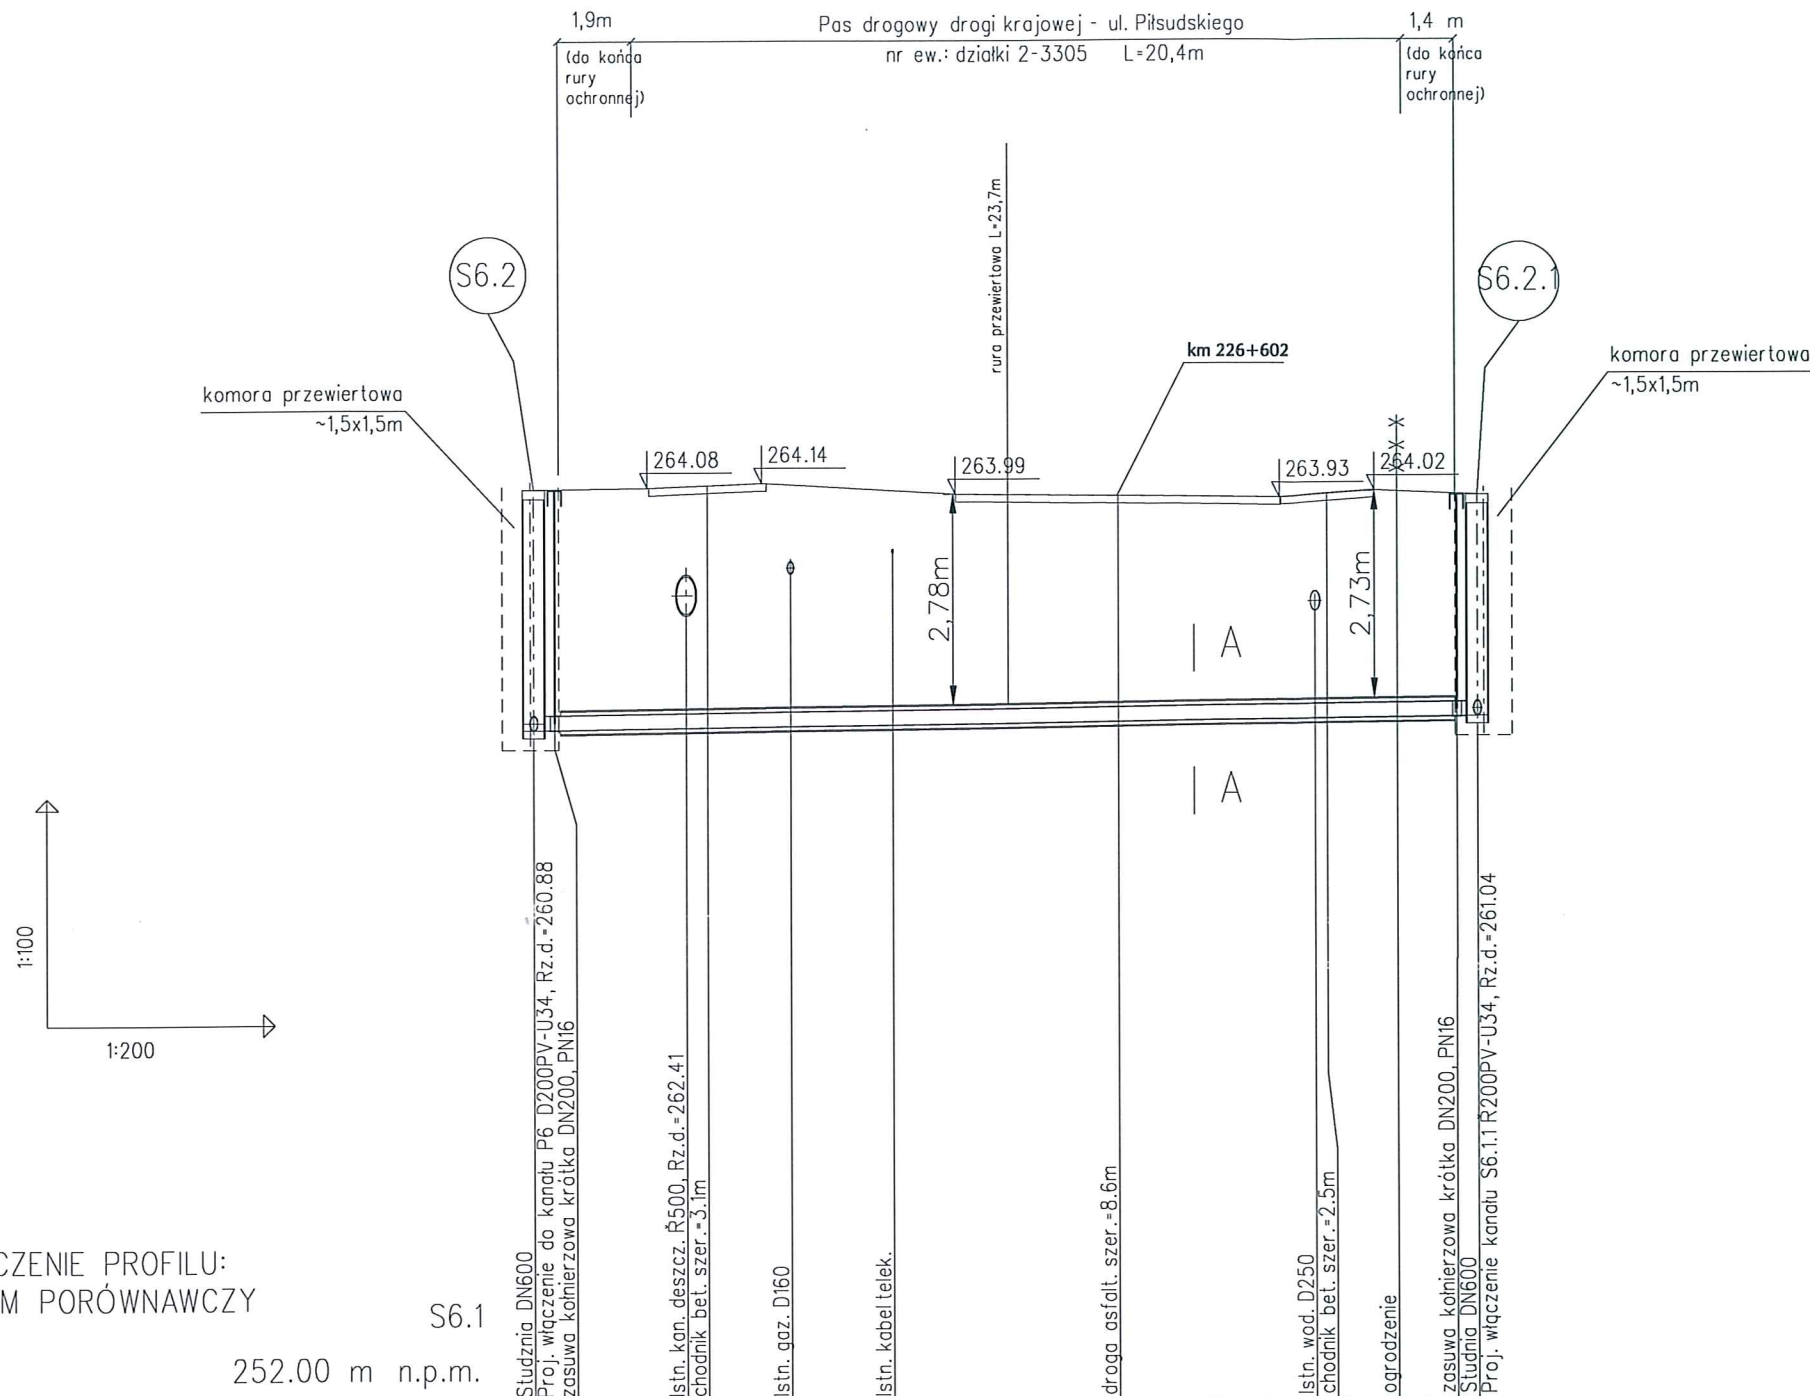 1,9m
Pas drogowy drogi krajowej - ul. Piłsudskiego
1,4 m
(do końca
rury
ochronnej)
nr ew.: działki 2-3305 L=20,4m
(do końca
rury
ochronnej)
rura przewiertowa L=23,7m
S6.2
S6.2.1
km 226+602
komora przewiertowa
~1,5x1,5m
komora przewiertowa
~1,5x1,5m
264.08
264.14
263.99
263.93
264.02
2,78m
2,73m
A
A
1:100
1:200
Studznia DN600
Proj. włączenie do kanału P6 D200PV-U34, Rz.d.=260.88
zasuwa kołnierzowa krótka DN200, PN16
Istn. kan. deszcz. Ř500, Rz.d.=262.41
chodnik bet. szer.=3.1m
Istn. gaz. D160
Istn. kabel telek.
droga asfalt. szer.=8.6m
Istn. wod. D250
chodnik bet. szer.=2.5m
ogrodzenie
zasuwa kołnierzowa krótka DN200, PN16
Studnia DN600
Proj. włączenie kanału S6.1.1 Ř200PV-U34, Rz.d.=261.04
CZENIE PROFILU:
M PORÓWNAWCZY
S6.1
252.00 m n.p.m.